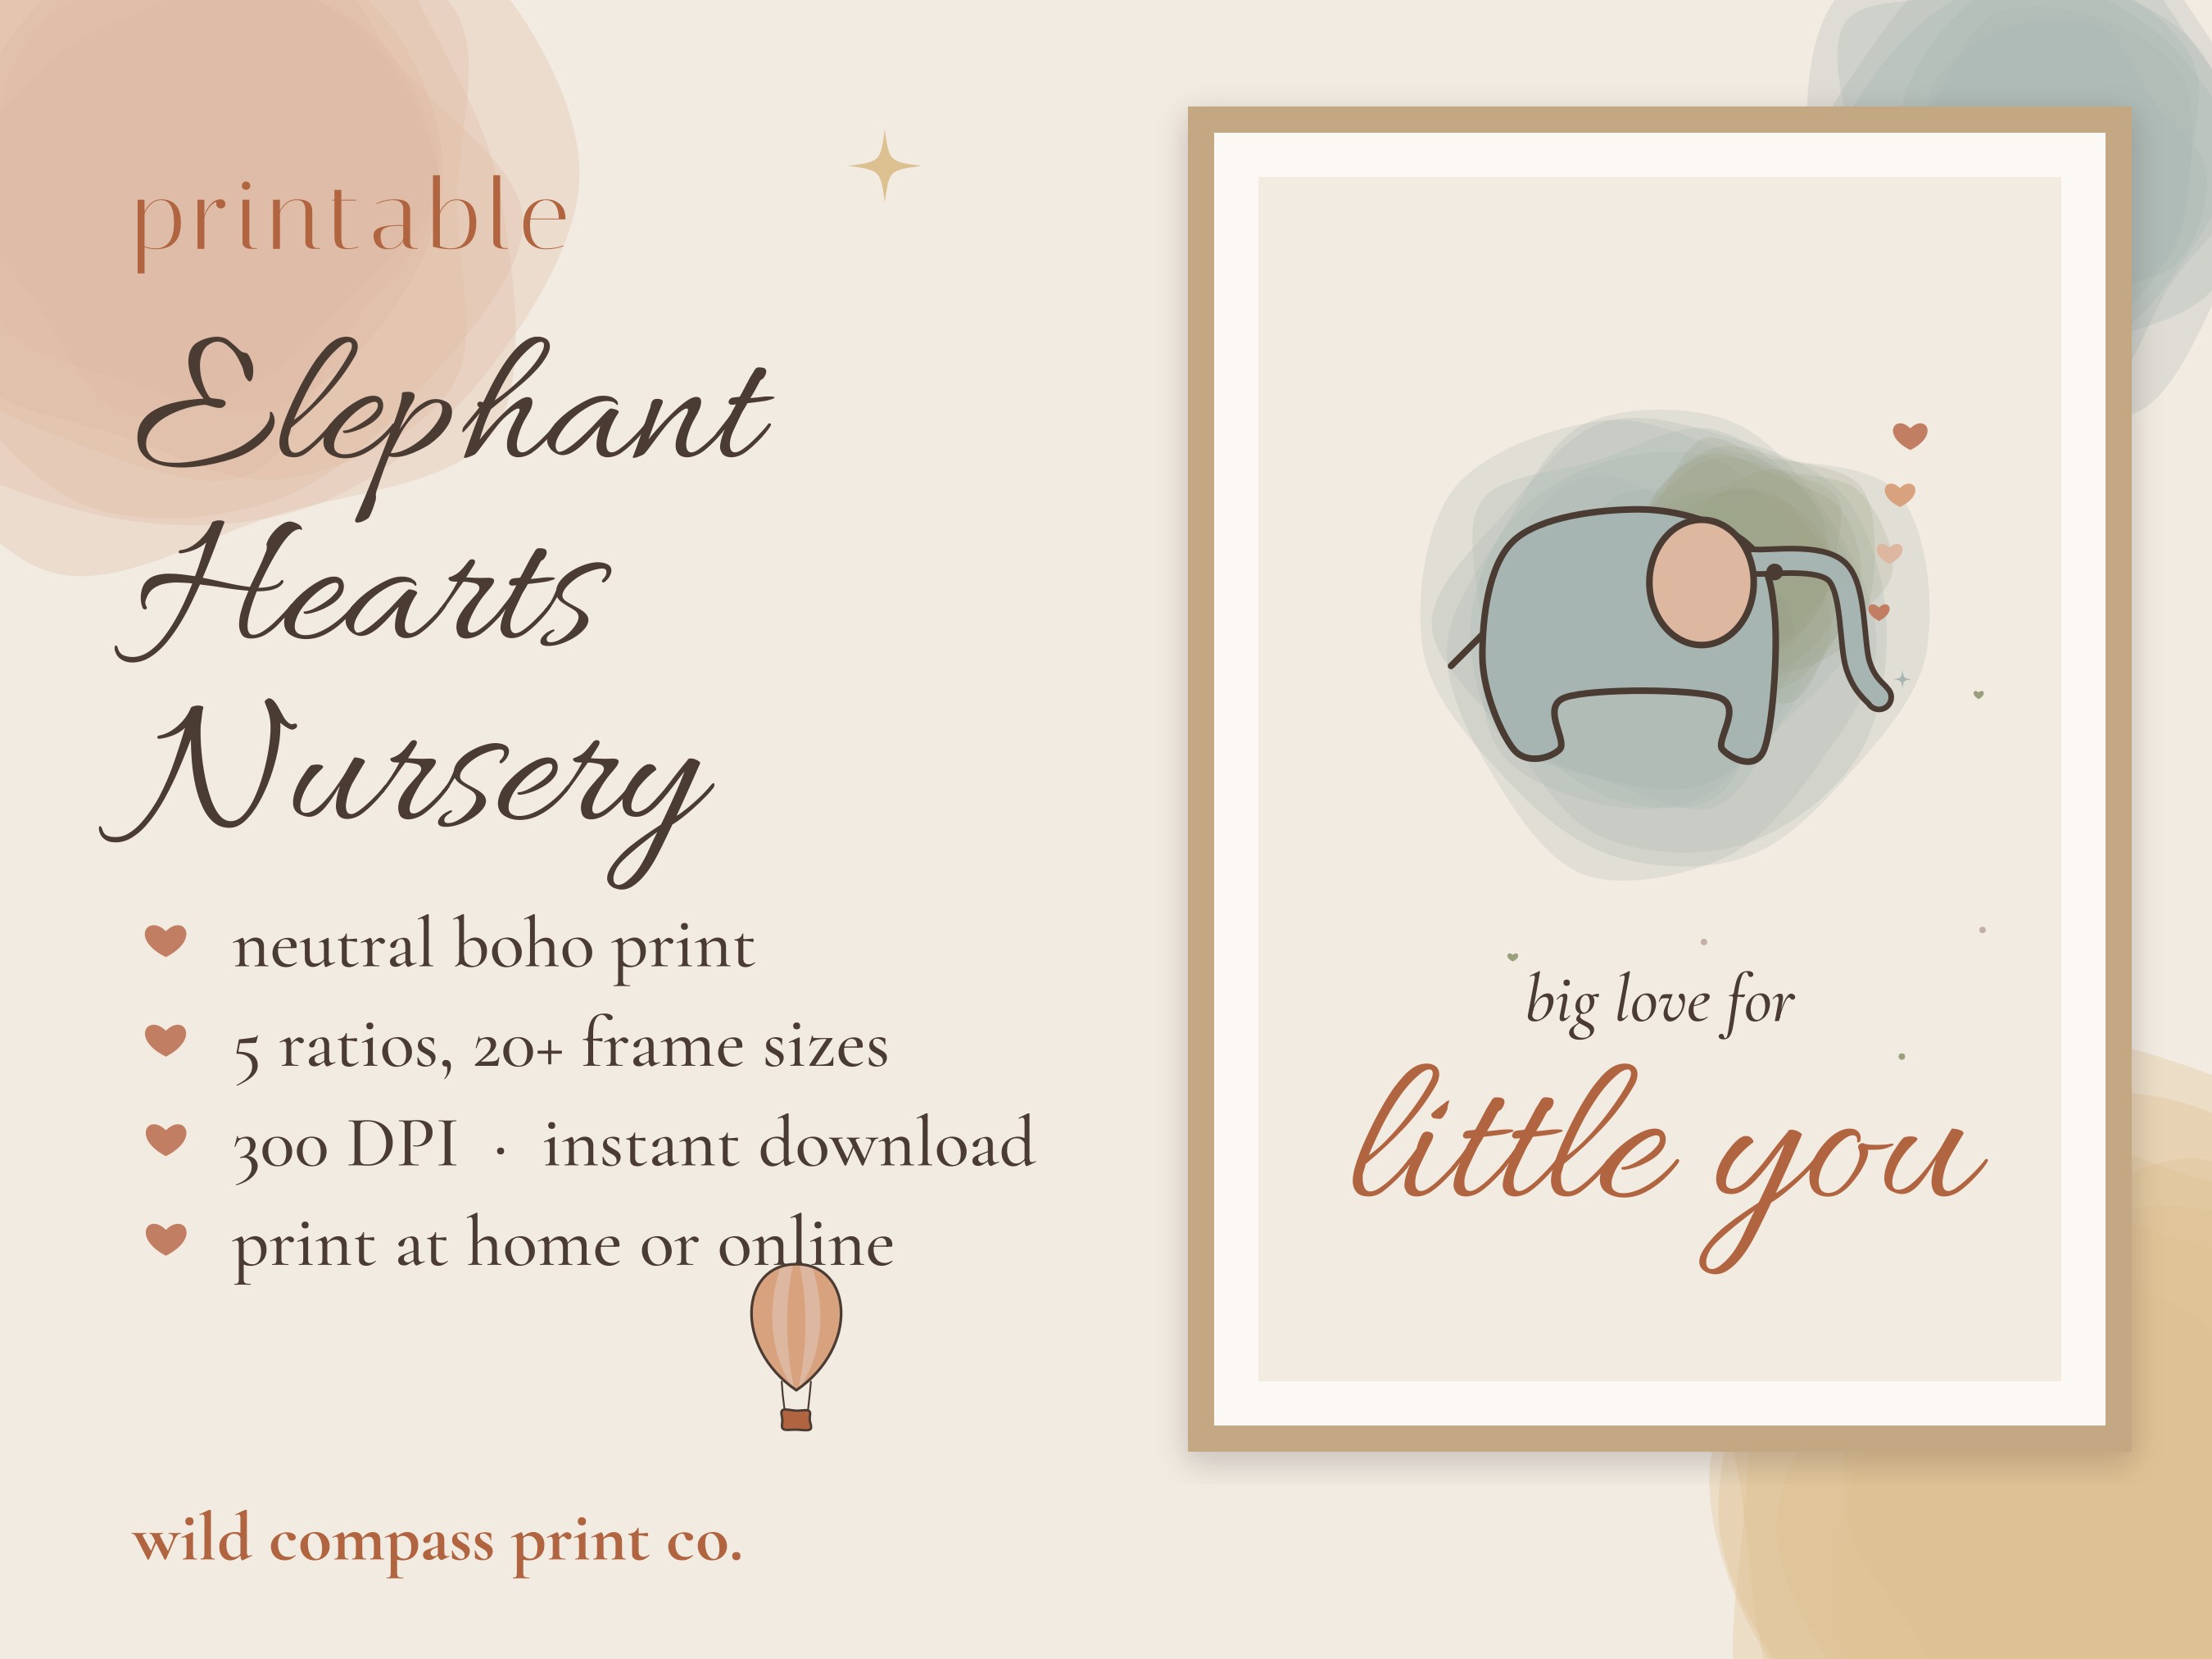 printable
Elephant
Hearts
Nursery
neutral boho print
5 ratios, 20+ frame sizes
300 DPI · instant download
print at home or online
wild compass print co.
big love for
little you